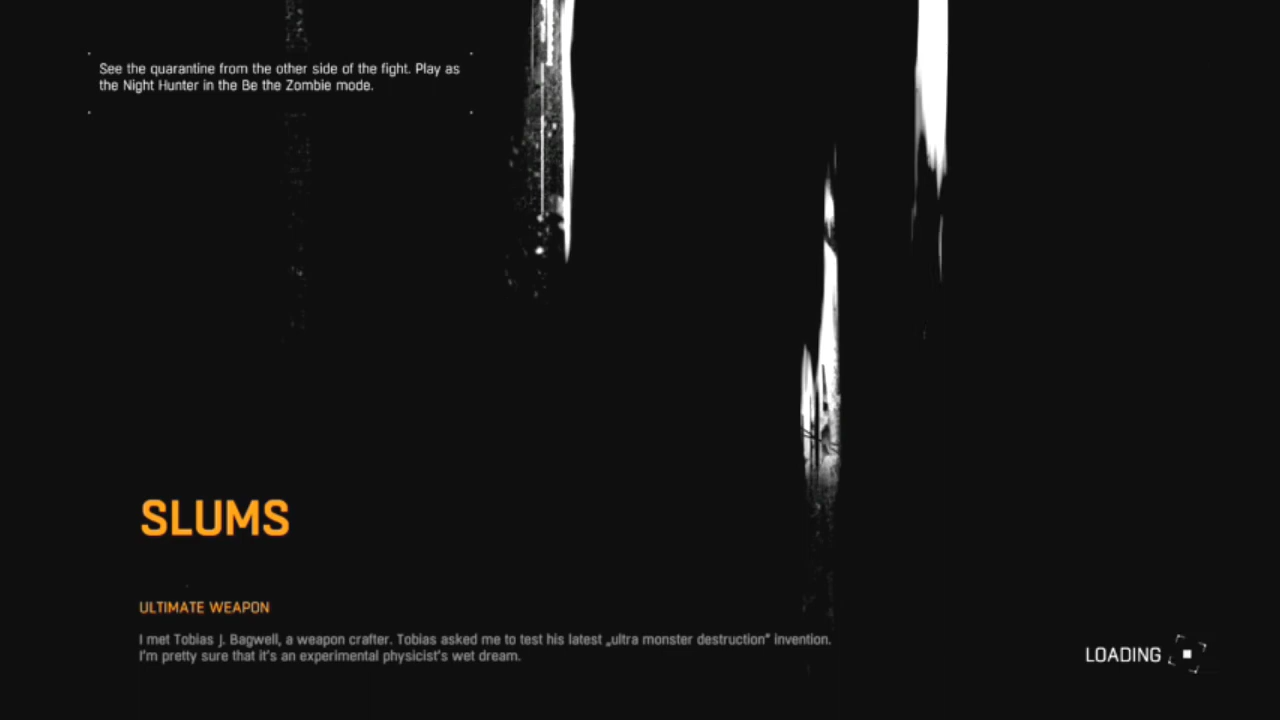 See the quarantine from the other side of the fight. Play as
the Night Hunter in the Be the Zombie mode.
SLUMS
ULTIMATE WEAPON
I met Tobias J. Bagwell, a weapon crafter. Tobias asked me to test his latest „ultra monster destruction” invention.
I'm pretty sure that it's an experimental physicist's wet dream.
LOADING